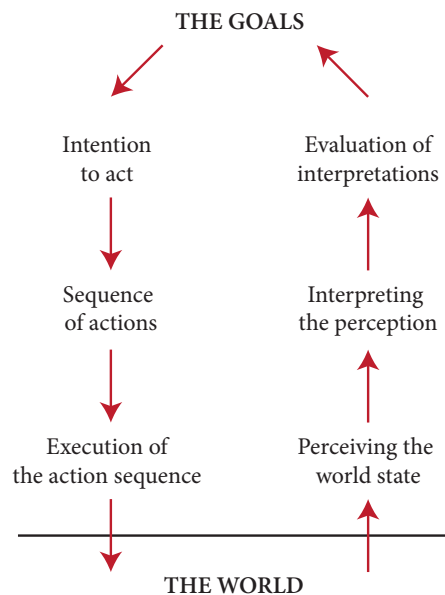 THE GOALS
Intention
to act
Evaluation of
interpretations
Sequence
of actions
Interpreting
the perception
Execution of
the action sequence
Perceiving the
world state
THE WORLD